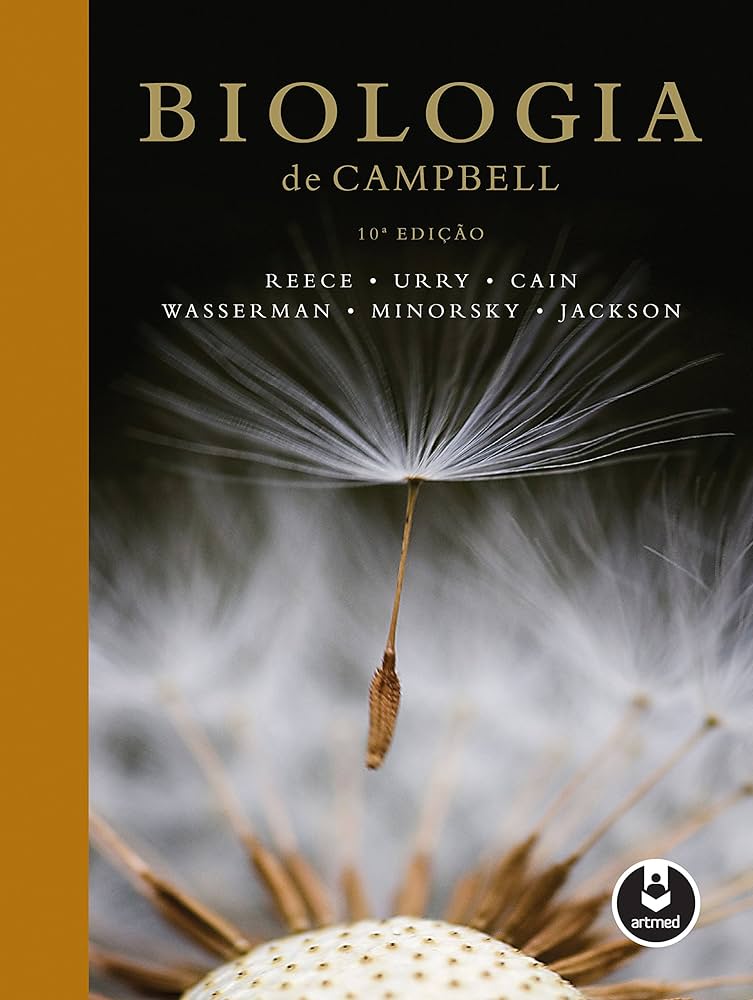 BIOLOGIA
de CAMPBELL
10ª EDIÇÃO
REECE • URRY • CAIN
WASSERMAN • MINORSKY • JACKSON
artmed